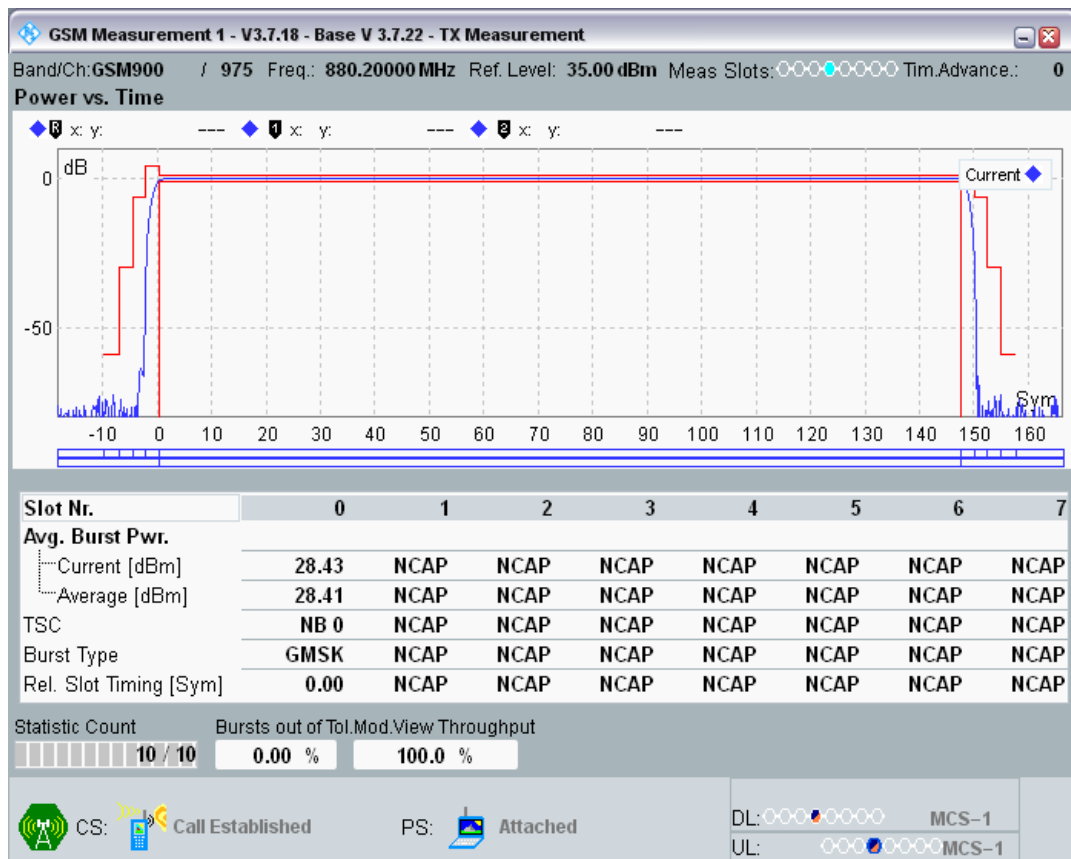 GSM Measurement 1 - V3.7.18 - Base V 3.7.22 - TX Measurement
Band/Ch:GSM900 / 975 Freq.: 880.20000 MHz Ref. Level: 35.00 dBm Meas Slots: Tim.Advance.: 0
Power vs. Time
R x: y: --- 1 x: y: --- 2 x: y: ---
dB
Current
0
-50
Sym
-10 0 10 20 30 40 50 60 70 80 90 100 110 120 130 140 150 160
Slot Nr. 0 1 2 3 4 5 6 7
Avg. Burst Pwr.
Current [dBm] 28.43 NCAP NCAP NCAP NCAP NCAP NCAP NCAP
Average [dBm] 28.41 NCAP NCAP NCAP NCAP NCAP NCAP NCAP
TSC NB 0 NCAP NCAP NCAP NCAP NCAP NCAP NCAP
Burst Type GMSK NCAP NCAP NCAP NCAP NCAP NCAP NCAP
Rel. Slot Timing [Sym] 0.00 NCAP NCAP NCAP NCAP NCAP NCAP NCAP
Statistic Count Bursts out of Tol.Mod.View Throughput
10 / 10 0.00 % 100.0 %
CS: Call Established PS: Attached
DL: MCS-1
UL: MCS-1